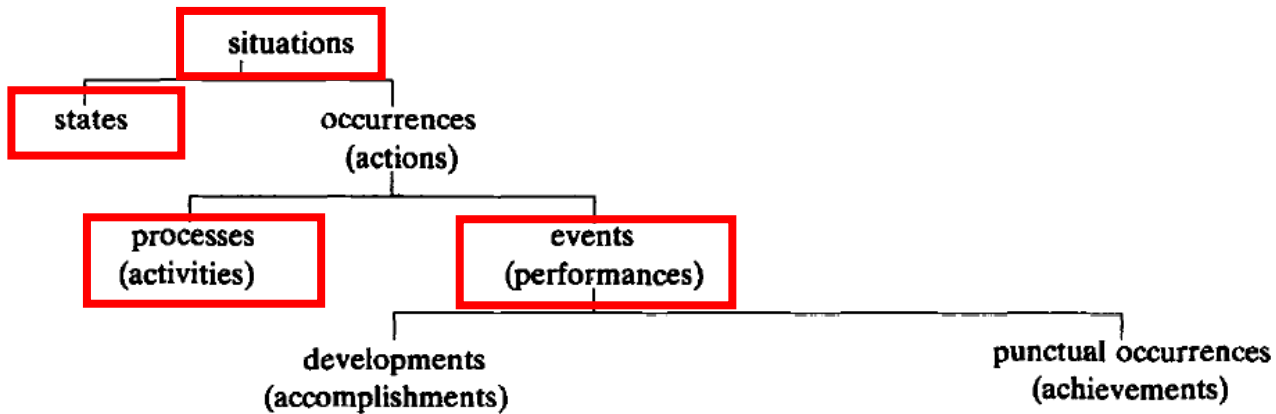 situations
states
occurrences
(actions)
processes
(activities)
events
(performances)
developments
(accomplishments)
punctual occurrences
(achievements)